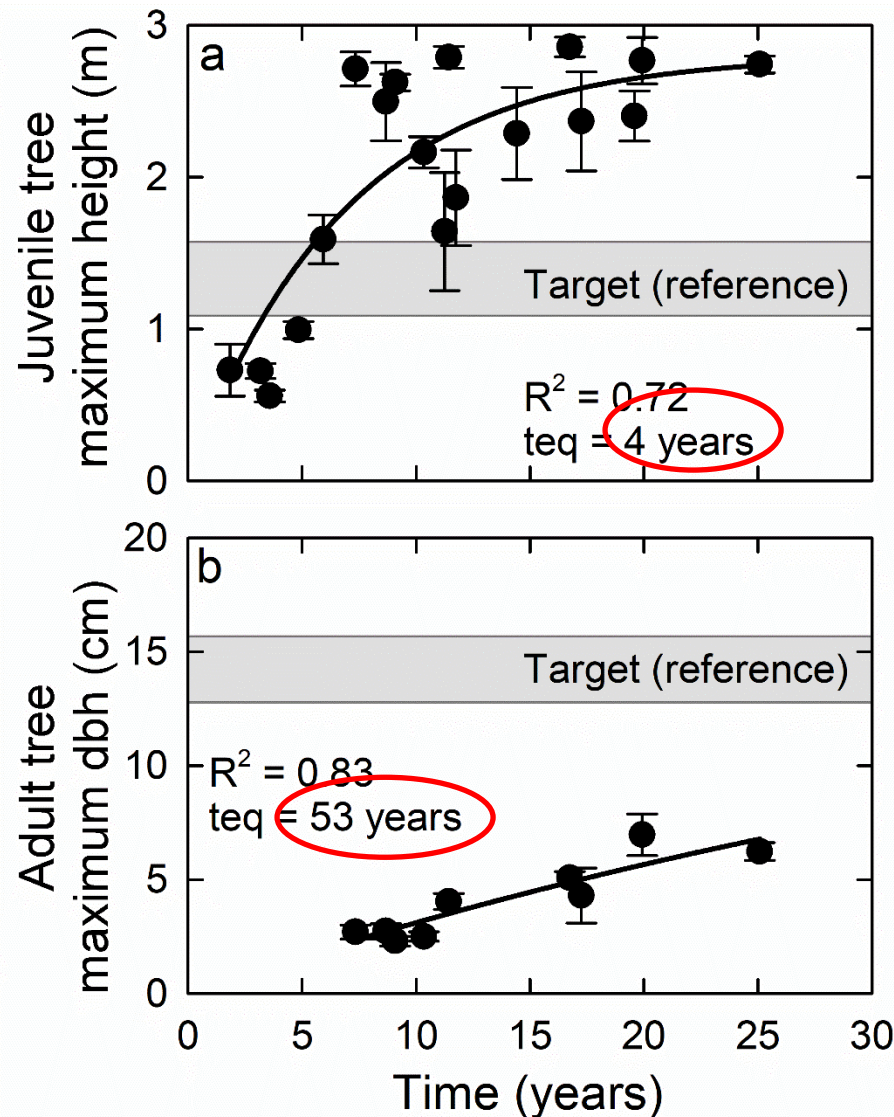 Juvenile tree
maximum height (m)
3
2
1
0
a
Target (reference)
R² = 0.72
teq = 4 years
Adult tree
maximum dbh (cm)
20
15
10
5
0
b
Target (reference)
R² = 0.83
teq = 53 years
0 5 10 15 20 25 30
Time (years)